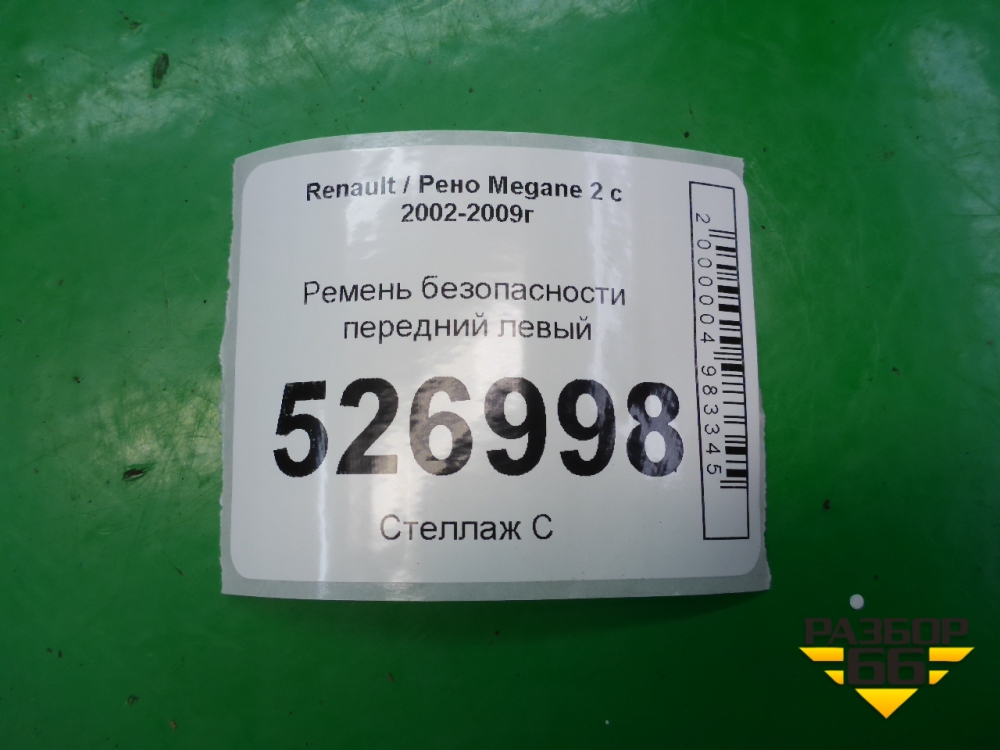 Renault / Рено Megane 2 с
2002-2009г
Ремень безопасности
передний левый
526998
Стеллаж С
2000004983345
РАЗБОР
66